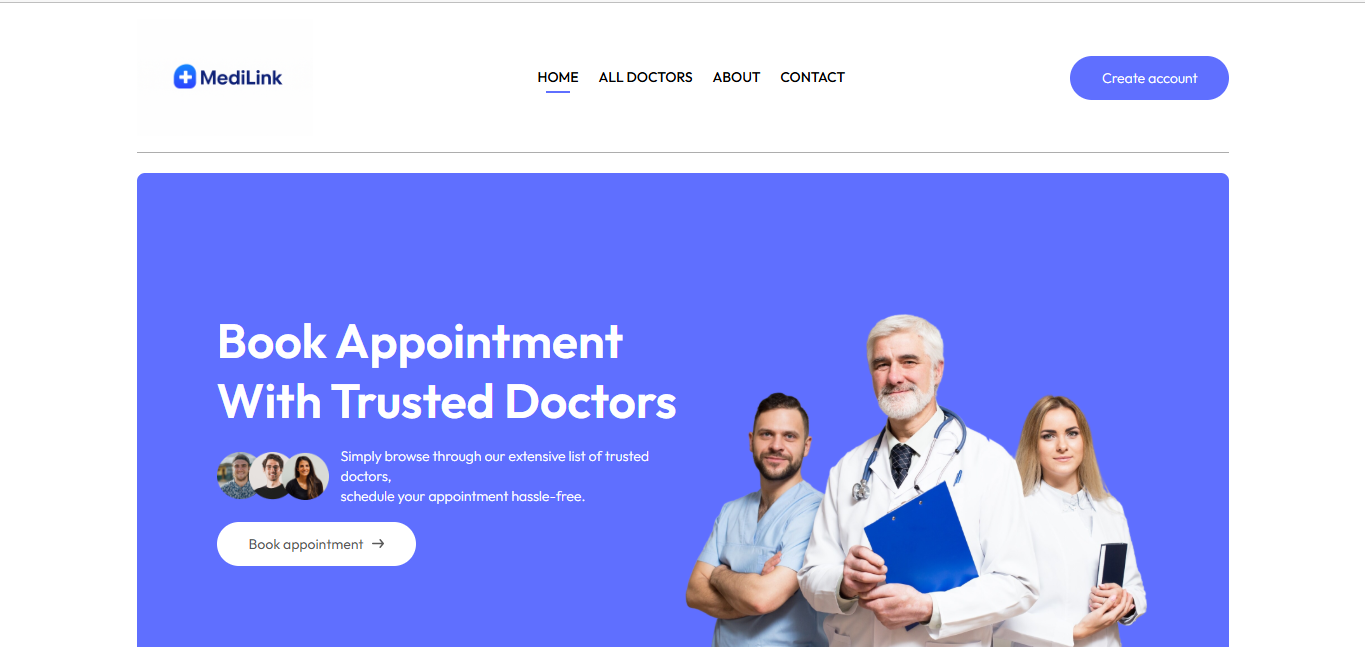 MediLink
HOME
ALL DOCTORS
ABOUT
CONTACT
Create account
Book Appointment
With Trusted Doctors
Simply browse through our extensive list of trusted
doctors,
schedule your appointment hassle-free.
Book appointment →